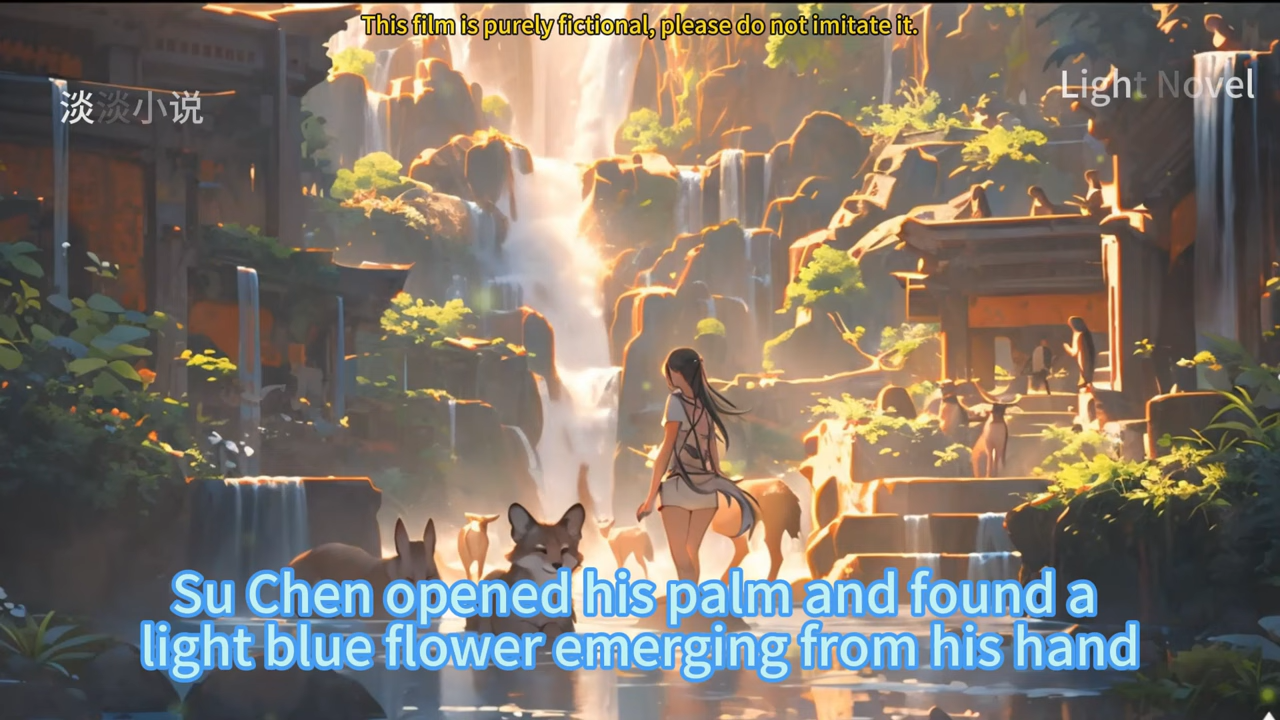 This film is purely fictional, please do not imitate it.
淡淡小说
Light Novel
Su Chen opened his palm and found a
light blue flower emerging from his hand